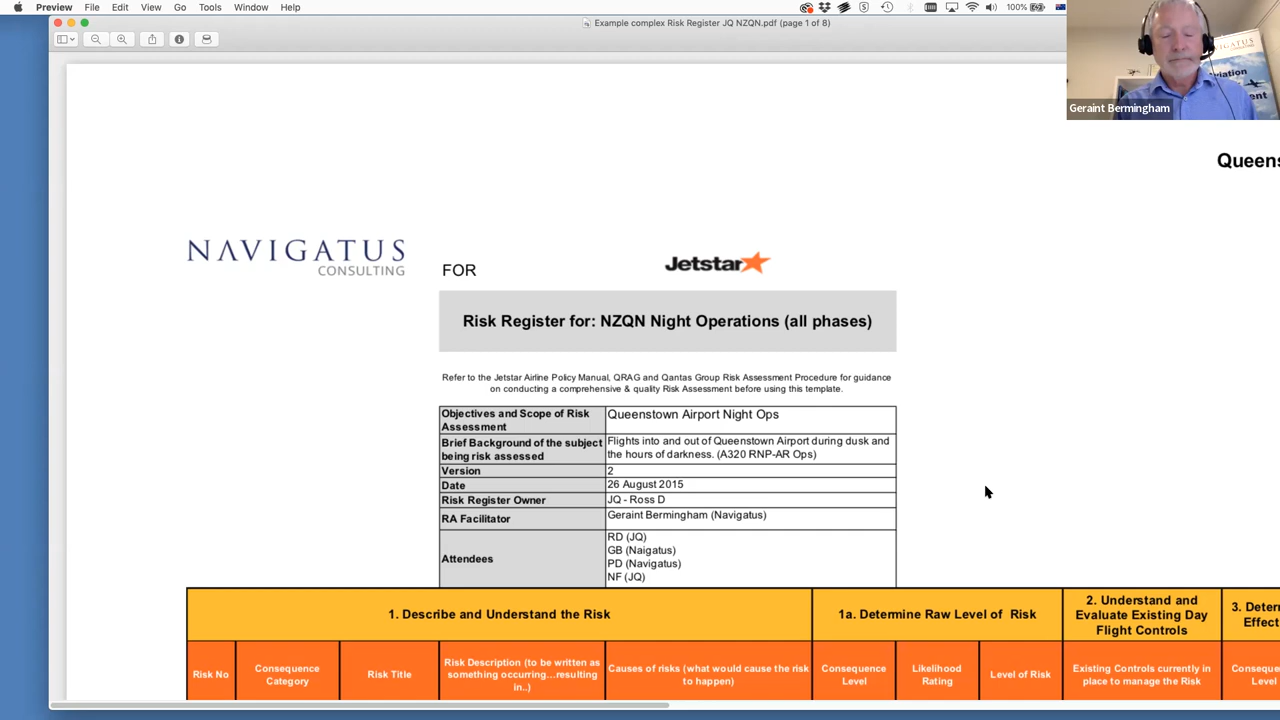 Preview File Edit View Go Tools Window Help
100%
Example complex Risk Register JQ NZQN.pdf (page 1 of 8)
NAVIGATUS
Aviation
Geraint Bermingham
Queens
NAVIGATUS
CONSULTING
FOR
Jetstar
Risk Register for: NZQN Night Operations (all phases)
Refer to the Jetstar Airline Policy Manual, QRAG and Qantas Group Risk Assessment Procedure for guidance
on conducting a comprehensive & quality Risk Assessment before using this template.
Objectives and Scope of Risk
Assessment
Queenstown Airport Night Ops
Brief Background of the subject
being risk assessed
Flights into and out of Queenstown Airport during dusk and
the hours of darkness. (A320 RNP-AR Ops)
Version
2
Date
26 August 2015
Risk Register Owner
JQ - Ross D
RA Facilitator
Geraint Bermingham (Navigatus)
Attendees
RD (JQ)
GB (Naigatus)
PD (Navigatus)
NF (JQ)
1. Describe and Understand the Risk
1a. Determine Raw Level of Risk
2. Understand and
Evaluate Existing Day
Flight Controls
3. Deter
Effect
Risk No
Consequence
Category
Risk Title
Risk Description (to be written as
something occurring...resulting
in..)
Causes of risks (what would cause the risk
to happen)
Consequence
Level
Likelihood
Rating
Level of Risk
Existing Controls currently in
place to manage the Risk
Conseque
Level